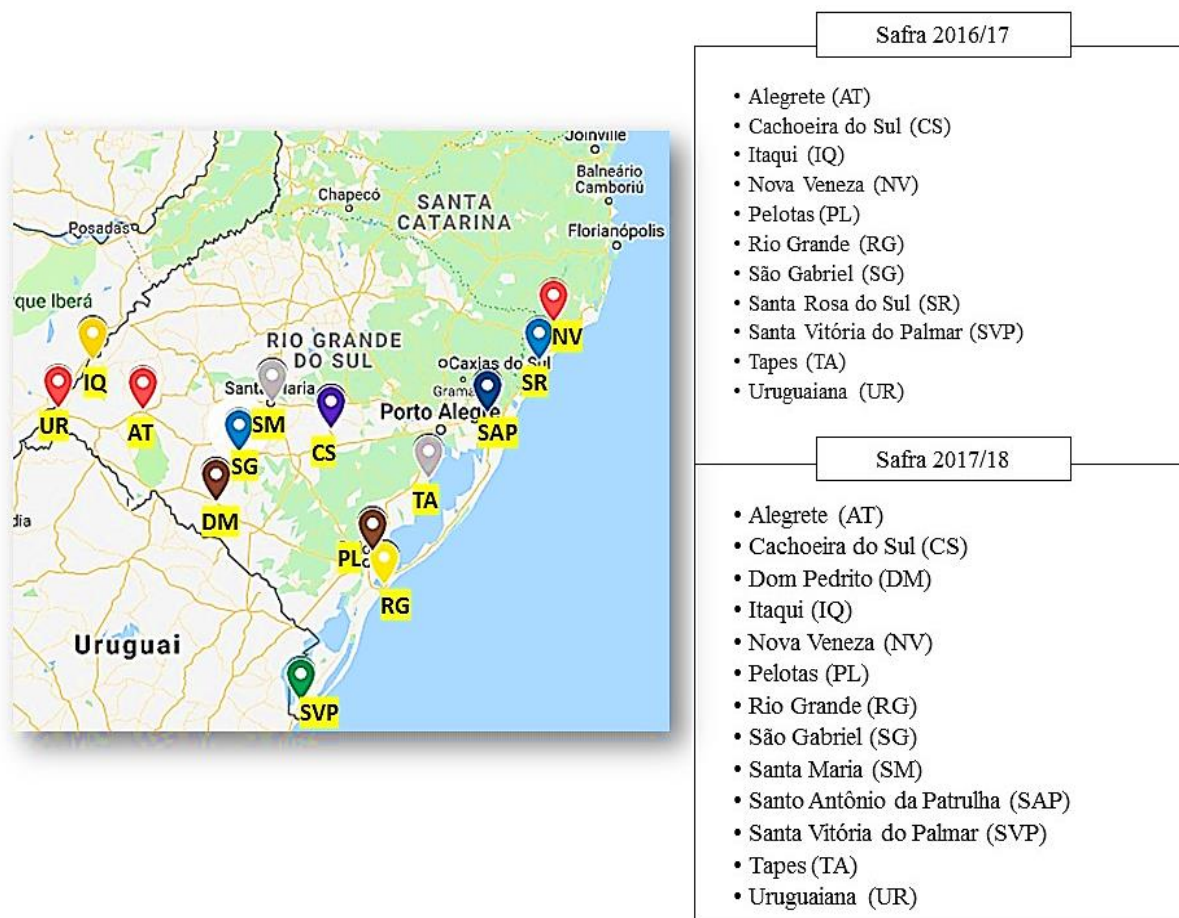 Joinville
Balneário
Camboriú
Chapecó
SANTA
CATARINA
Florianópolis
Posadas
rque Iberá
NV
RIO GRANDE
DO SUL
Caxias do Sul
SR
IQ
Santa Maria
Grama
UR
AT
SM
Porto Alegre
SAP
SG
CS
TA
DM
dia
PL
RG
Uruguai
SVP
Safra 2016/17
• Alegrete (AT)
• Cachoeira do Sul (CS)
• Itaqui (IQ)
• Nova Veneza (NV)
• Pelotas (PL)
• Rio Grande (RG)
• São Gabriel (SG)
• Santa Rosa do Sul (SR)
• Santa Vitória do Palmar (SVP)
• Tapes (TA)
• Uruguaiana (UR)
Safra 2017/18
• Alegrete (AT)
• Cachoeira do Sul (CS)
• Dom Pedrito (DM)
• Itaqui (IQ)
• Nova Veneza (NV)
• Pelotas (PL)
• Rio Grande (RG)
• São Gabriel (SG)
• Santa Maria (SM)
• Santo Antônio da Patrulha (SAP)
• Santa Vitória do Palmar (SVP)
• Tapes (TA)
• Uruguaiana (UR)